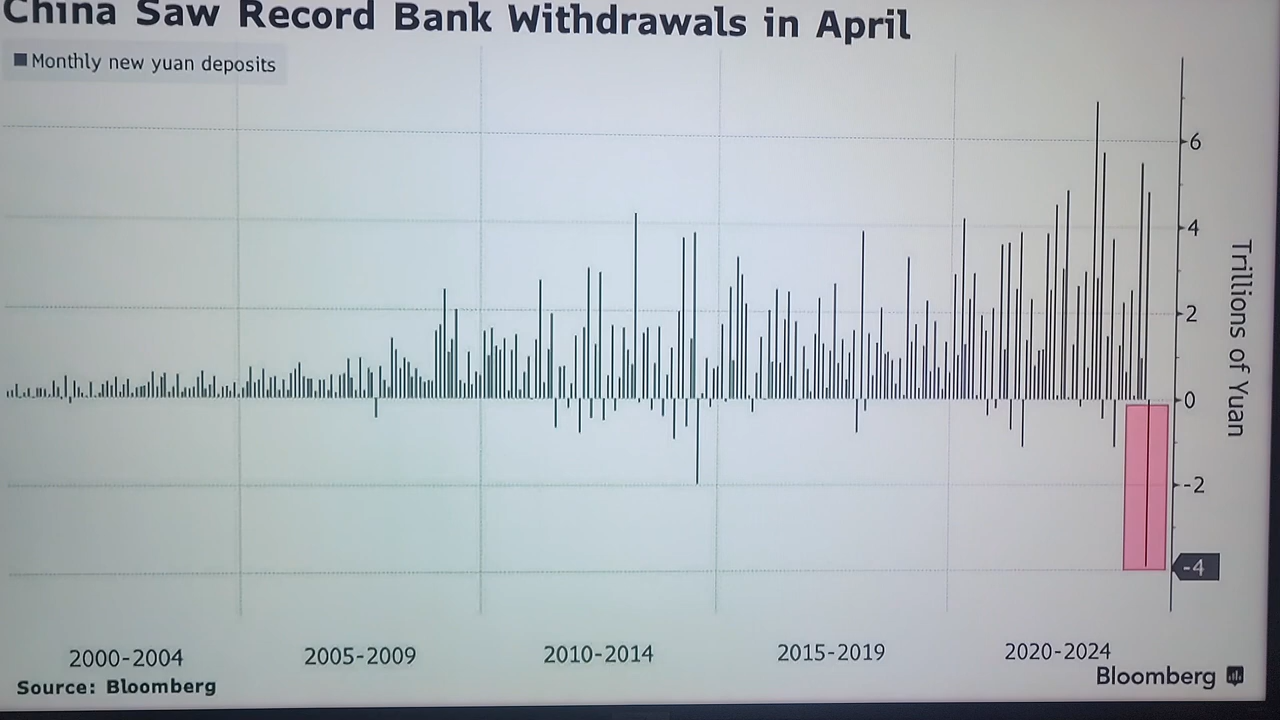 China Saw Record Bank Withdrawals in April
Monthly new yuan deposits
6
4
2
0
-2
-4
Trillions of Yuan
2000-2004
2005-2009
2010-2014
2015-2019
2020-2024
Source: Bloomberg
Bloomberg